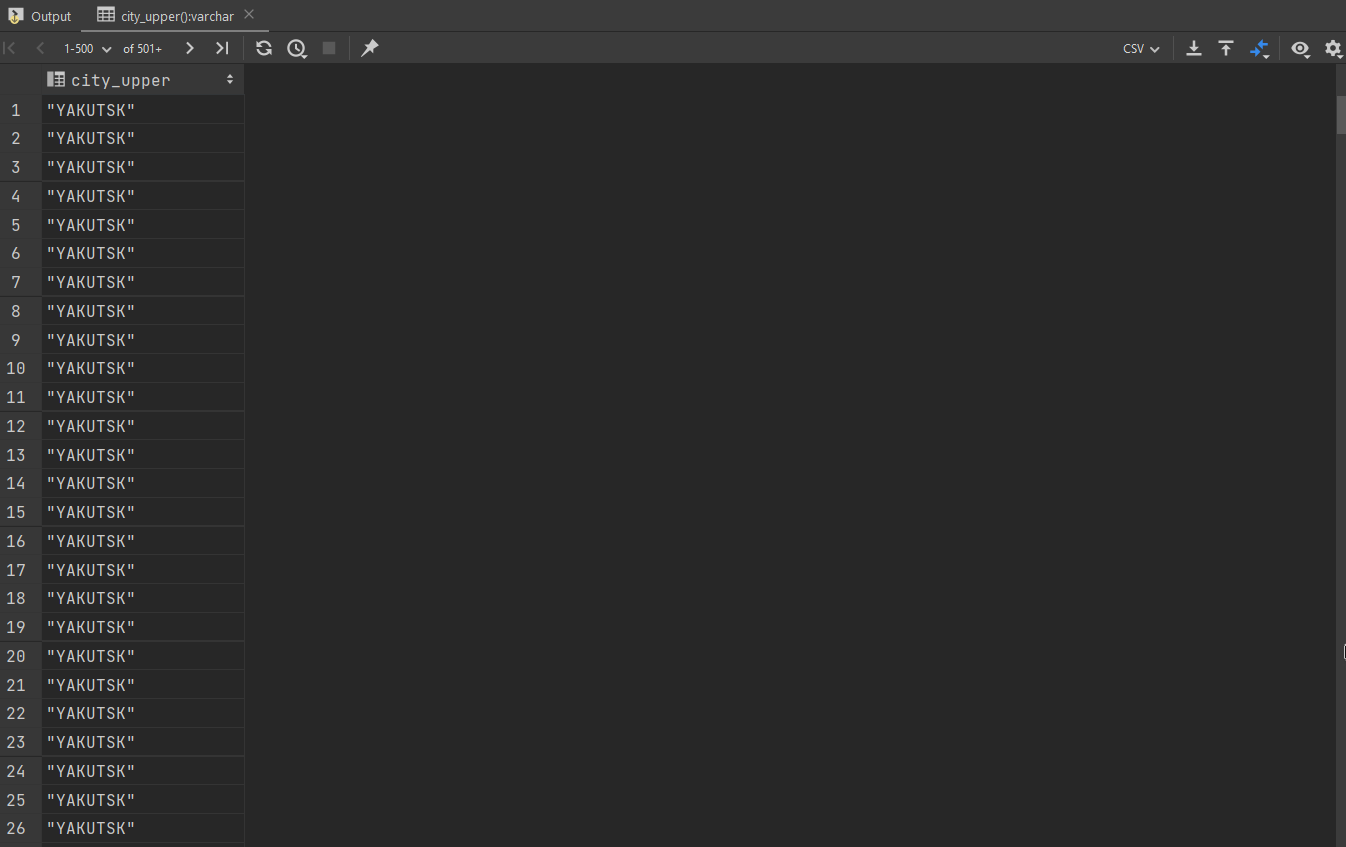 Output city_upper():varchar
1-500 of 501+ CSV
city_upper
1 "YAKUTSK"
2 "YAKUTSK"
3 "YAKUTSK"
4 "YAKUTSK"
5 "YAKUTSK"
6 "YAKUTSK"
7 "YAKUTSK"
8 "YAKUTSK"
9 "YAKUTSK"
10 "YAKUTSK"
11 "YAKUTSK"
12 "YAKUTSK"
13 "YAKUTSK"
14 "YAKUTSK"
15 "YAKUTSK"
16 "YAKUTSK"
17 "YAKUTSK"
18 "YAKUTSK"
19 "YAKUTSK"
20 "YAKUTSK"
21 "YAKUTSK"
22 "YAKUTSK"
23 "YAKUTSK"
24 "YAKUTSK"
25 "YAKUTSK"
26 "YAKUTSK"